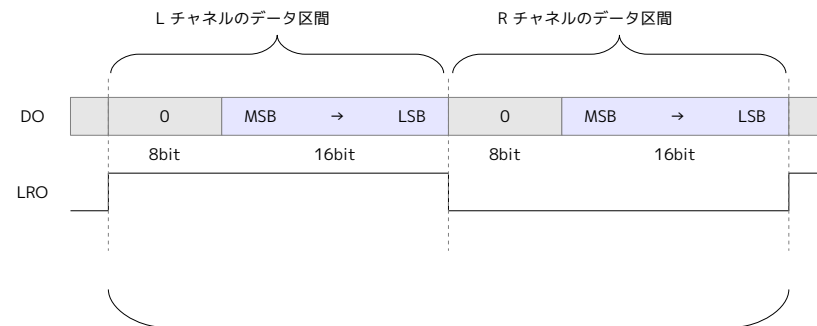 L チャネルのデータ区間 R チャネルのデータ区間
DO 0 MSB → LSB 0 MSB → LSB
8bit 16bit 8bit 16bit
LRO